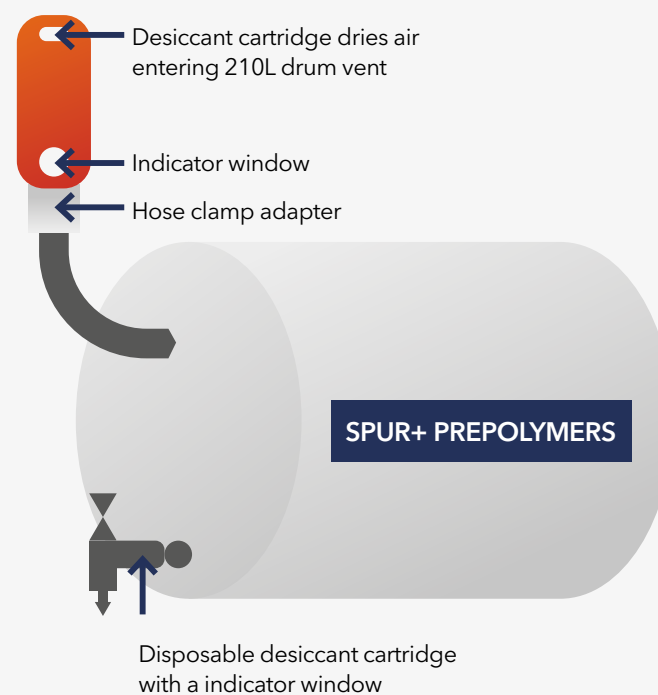 Desiccant cartridge dries air
entering 210L drum vent
Indicator window
Hose clamp adapter
SPUR+ PREPOLYMERS
Disposable desiccant cartridge
with a indicator window